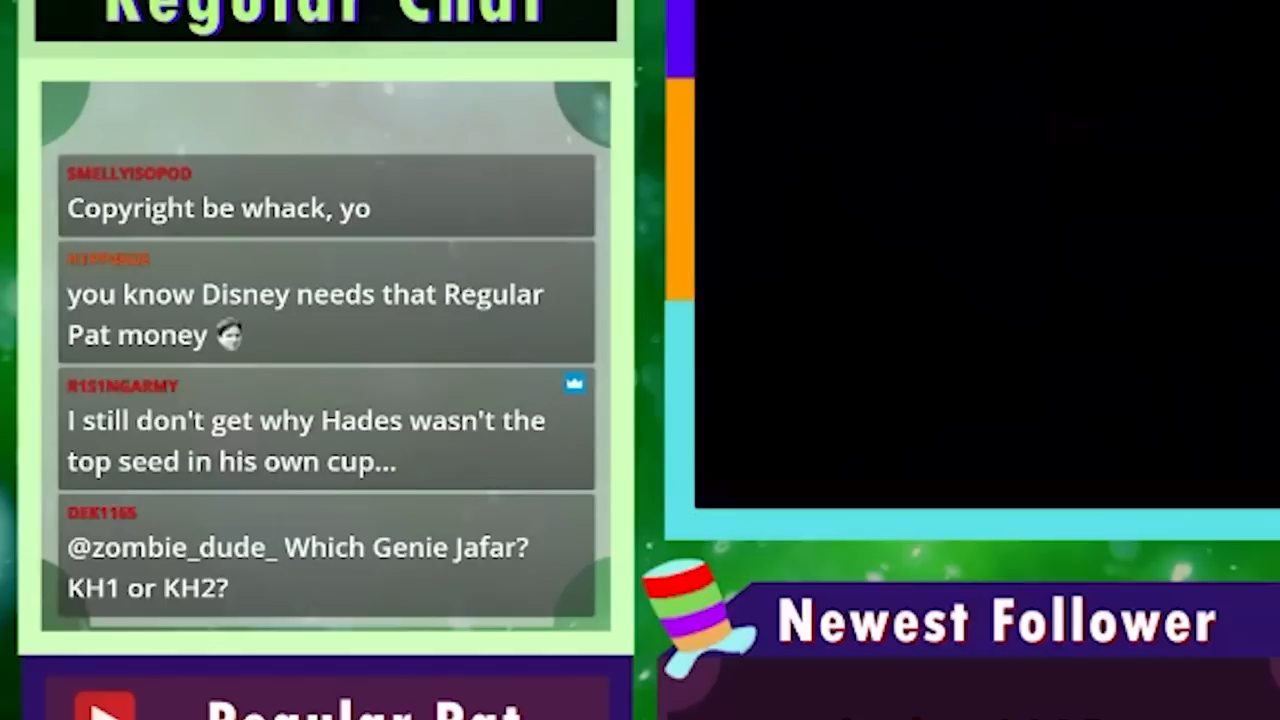 Regular Chat
SMELLYISOPOD
Copyright be whack, yo
you know Disney needs that Regular
Pat money
R1S1NGARMY
I still don't get why Hades wasn't the
top seed in his own cup...
DEK1165
@zombie_dude_ Which Genie Jafar?
KH1 or KH2?
Newest Follower
Regular Pat